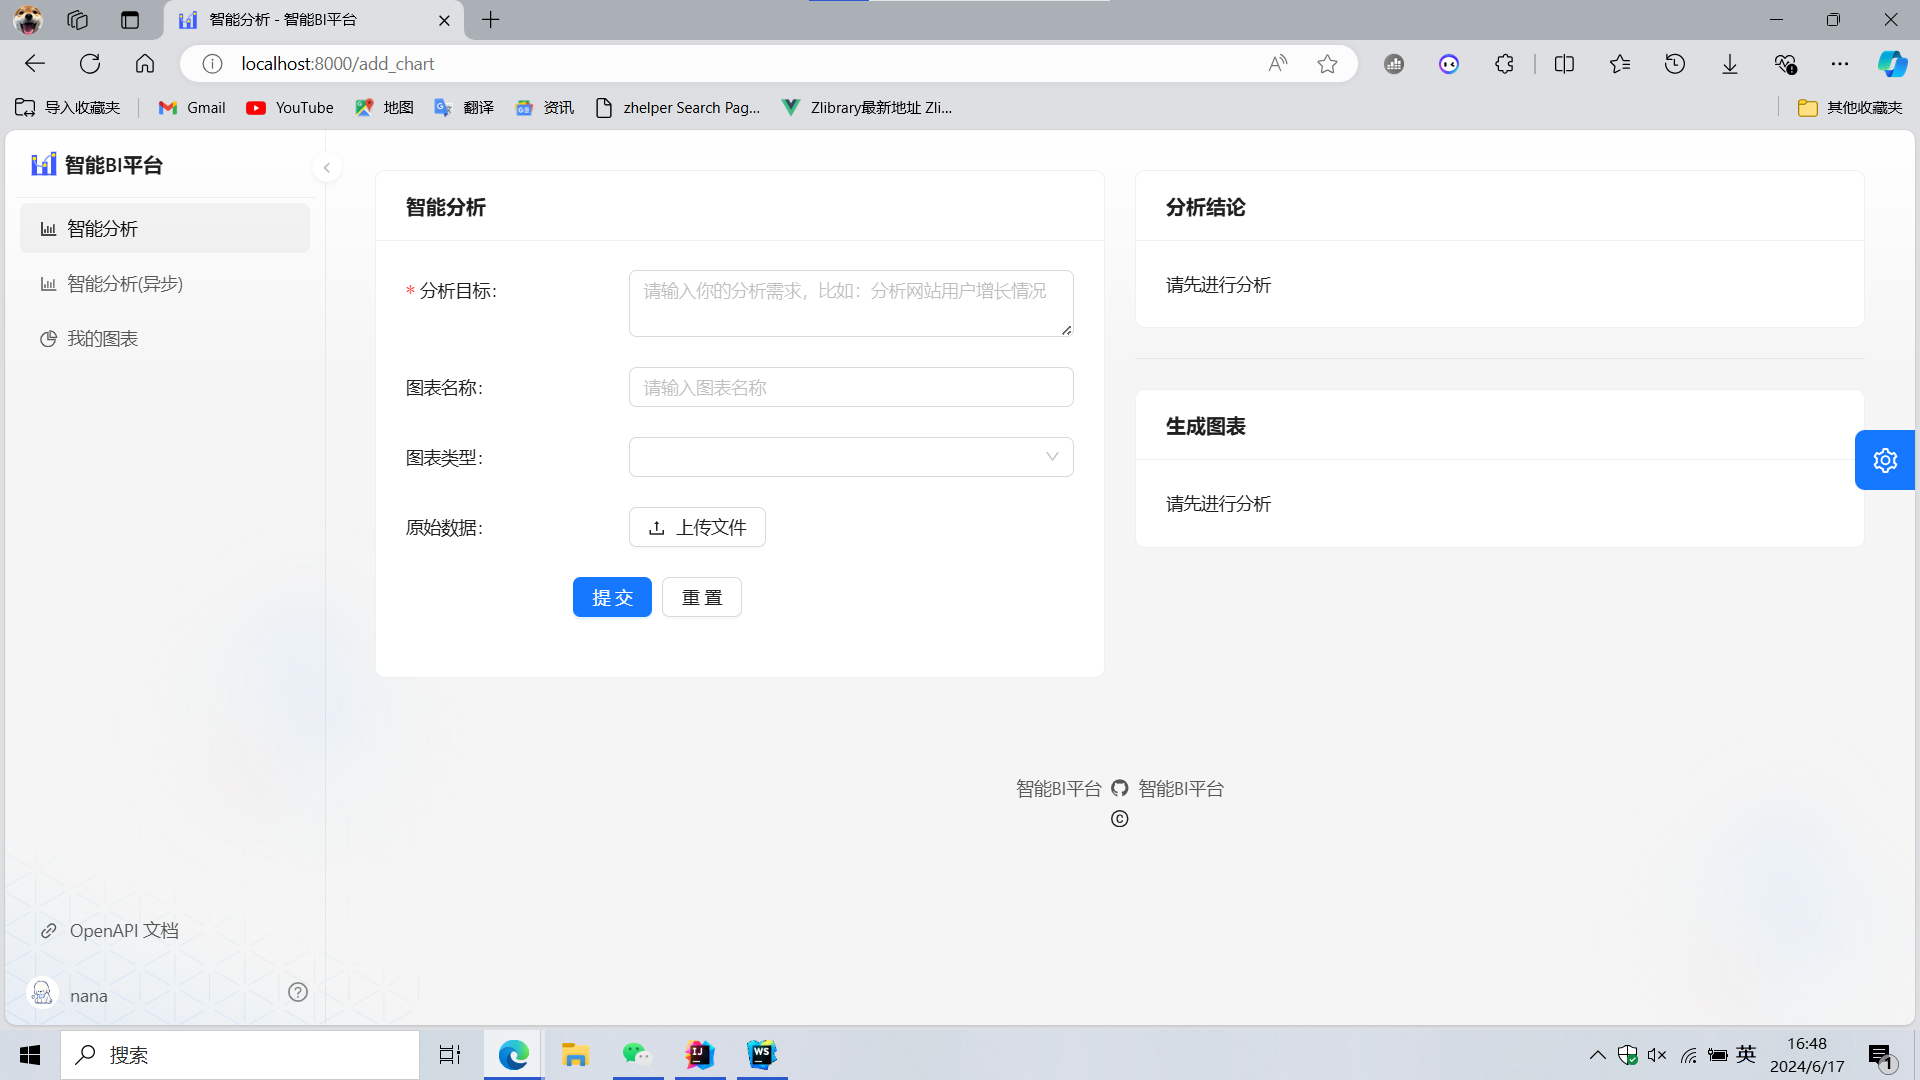 智能分析 - 智能BI平台
localhost:8000/add_chart
导入收藏夹
Gmail
YouTube
地图
翻译
资讯
zhelper Search Pag...
Zlibrary最新地址 Zli...
其他收藏夹
智能BI平台
智能分析
智能分析(异步)
我的图表
OpenAPI 文档
nana
智能分析
* 分析目标:
请输入你的分析需求，比如：分析网站用户增长情况
图表名称:
请输入图表名称
图表类型:
原始数据:
上传文件
提 交
重 置
分析结论
请先进行分析
生成图表
请先进行分析
智能BI平台
智能BI平台
©
搜索
英
16:48
2024/6/17
1